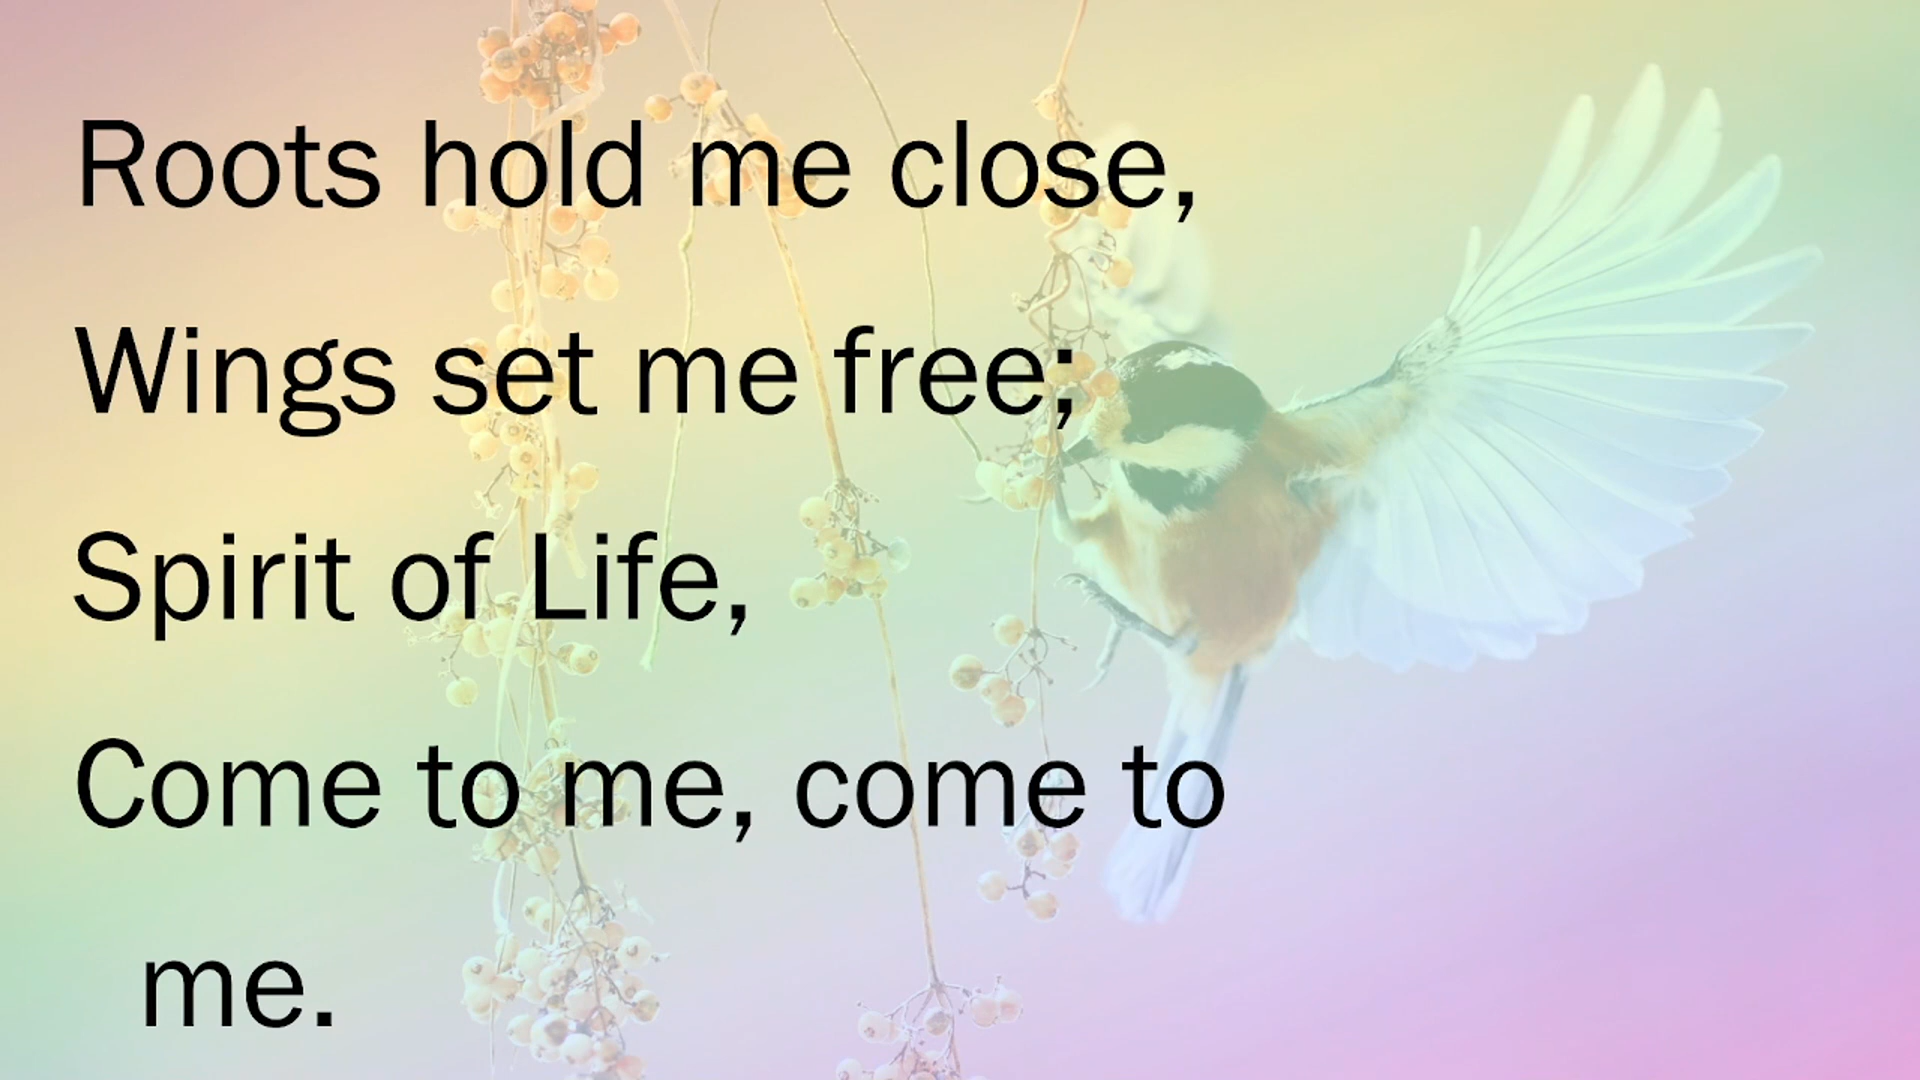 Roots hold me close,
Wings set me free;
Spirit of Life,
Come to me, come to
me.